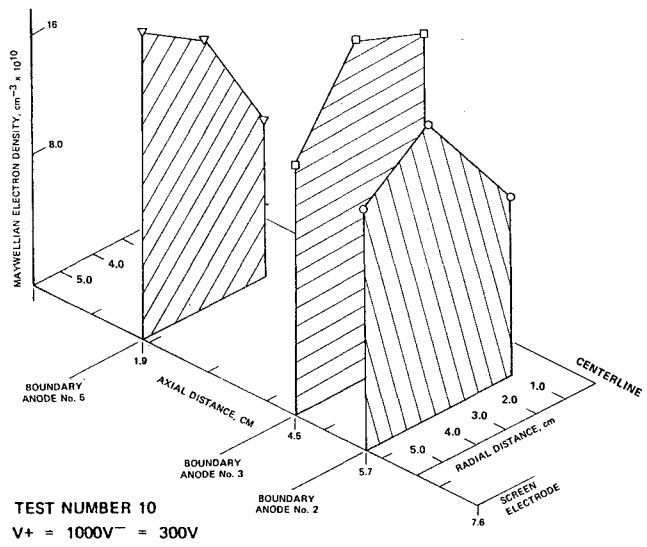 16
8.0
MAYWELLIAN ELECTRON DENSITY, cm⁻³ x 10¹⁰
5.0
4.0
1.9
BOUNDARY
ANODE No. 5
AXIAL DISTANCE, CM
4.5
BOUNDARY
ANODE No. 3
5.7
BOUNDARY
ANODE No. 2
5.0
4.0
3.0
2.0
1.0
RADIAL DISTANCE, cm
CENTERLINE
SCREEN
ELECTRODE
7.6
TEST NUMBER 10
V+ = 1000V⁻ = 300V